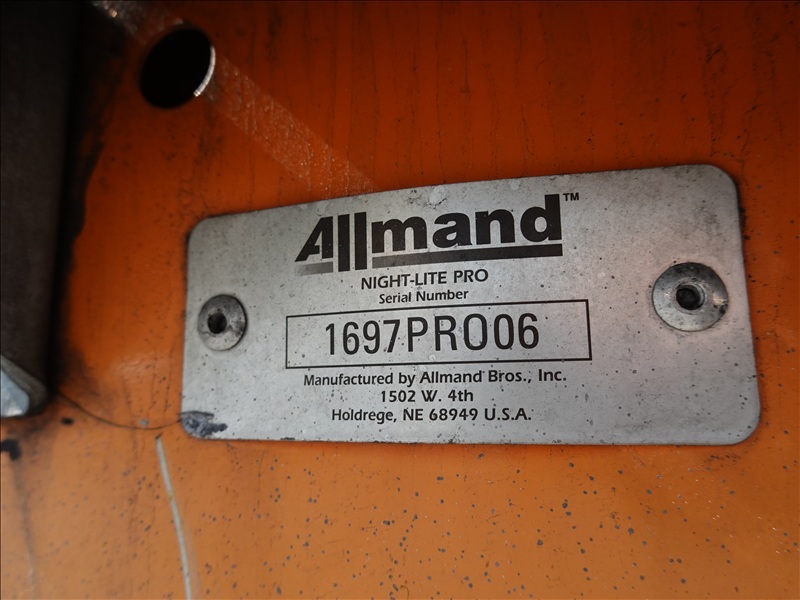 Allmand™
NIGHT-LITE PRO
Serial Number
1697PRO06
Manufactured by Allmand Bros., Inc.
1502 W. 4th
Holdrege, NE 68949 U.S.A.